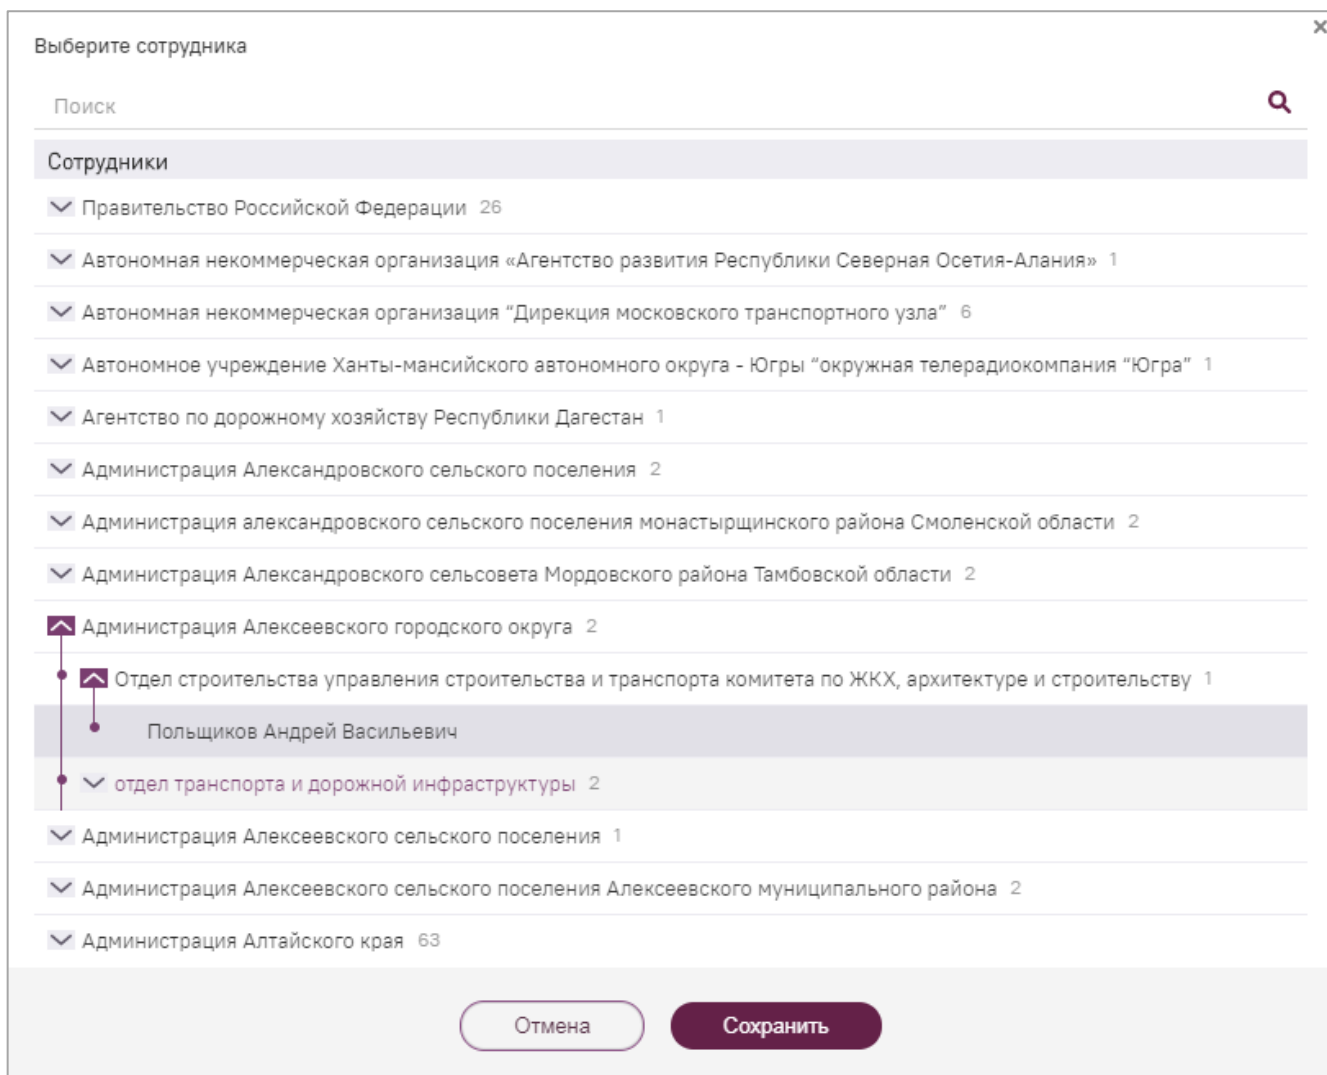 Выберите сотрудника
Поиск
Сотрудники
Правительство Российской Федерации 26
Автономная некоммерческая организация «Агентство развития Республики Северная Осетия-Алания» 1
Автономная некоммерческая организация “Дирекция московского транспортного узла” 6
Автономное учреждение Ханты-мансийского автономного округа - Югры “окружная телерадиокомпания “Югра” 1
Агентство по дорожному хозяйству Республики Дагестан 1
Администрация Александровского сельского поселения 2
Администрация александровского сельского поселения монастырщинского района Смоленской области 2
Администрация Александровского сельсовета Мордовского района Тамбовской области 2
Администрация Алексеевского городского округа 2
Отдел строительства управления строительства и транспорта комитета по ЖКХ, архитектуре и строительству 1
Польщиков Андрей Васильевич
отдел транспорта и дорожной инфраструктуры 2
Администрация Алексеевского сельского поселения 1
Администрация Алексеевского сельского поселения Алексеевского муниципального района 2
Администрация Алтайского края 63
Отмена Сохранить